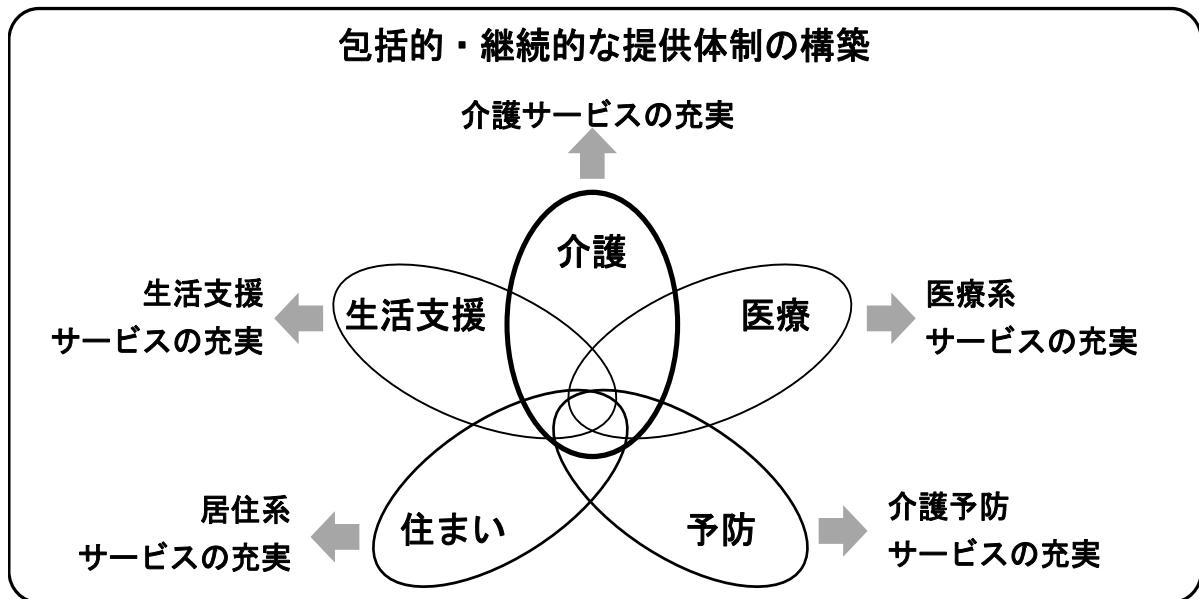 包括的・継続的な提供体制の構築
介護サービスの充実
介護
生活支援
サービスの充実
生活支援
医療
医療系
サービスの充実
居住系
サービスの充実
住まい
予防
介護予防
サービスの充実